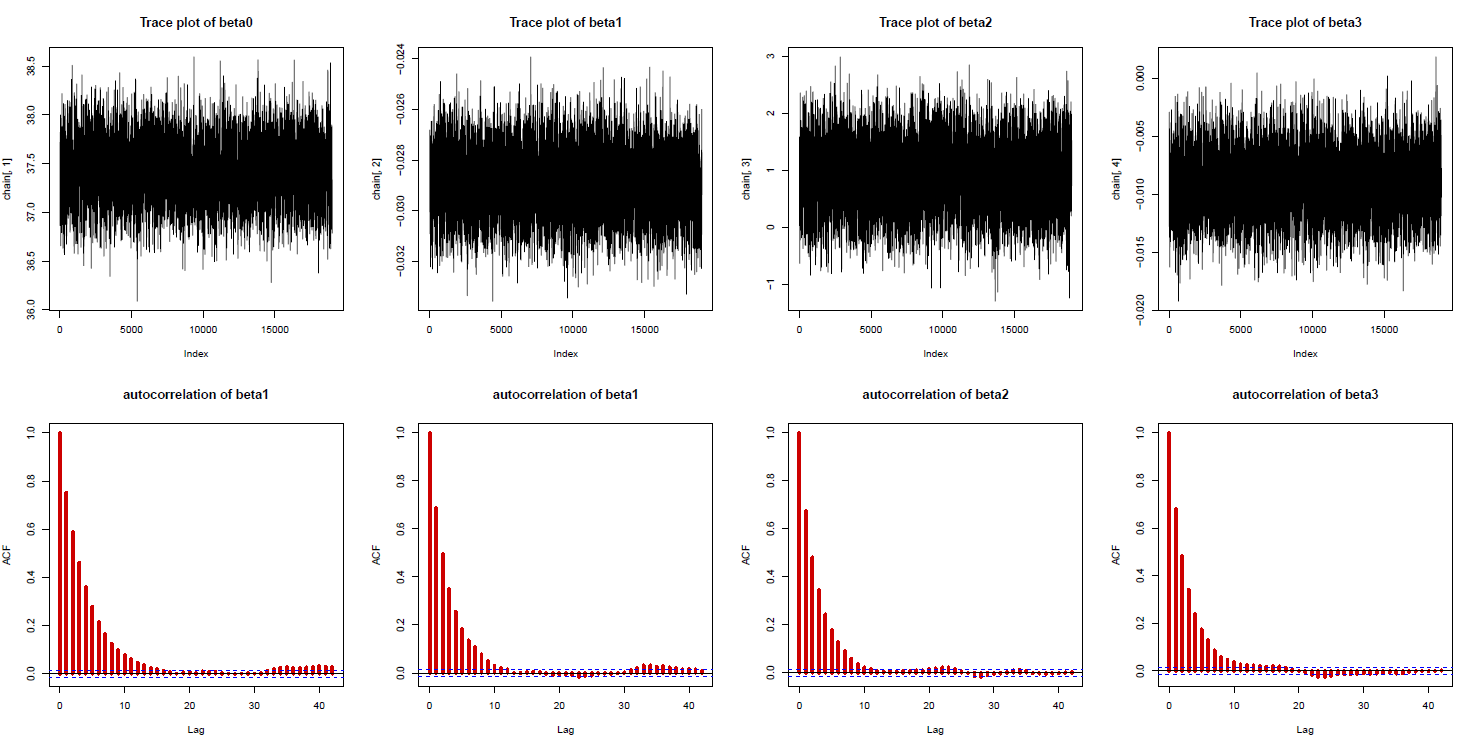 Trace plot of beta0
chain[, 1]
38.5
38.0
37.5
37.0
36.5
36.0
0 5000 10000 15000
Index
Trace plot of beta1
chain[, 2]
−0.024
−0.026
−0.028
−0.030
−0.032
0 5000 10000 15000
Index
Trace plot of beta2
chain[, 3]
3
2
1
0
−1
0 5000 10000 15000
Index
Trace plot of beta3
chain[, 4]
0.000
−0.005
−0.010
−0.015
−0.020
0 5000 10000 15000
Index
autocorrelation of beta1
ACF
1.0
0.8
0.6
0.4
0.2
0.0
0 10 20 30 40
Lag
autocorrelation of beta1
ACF
1.0
0.8
0.6
0.4
0.2
0.0
0 10 20 30 40
Lag
autocorrelation of beta2
ACF
1.0
0.8
0.6
0.4
0.2
0.0
0 10 20 30 40
Lag
autocorrelation of beta3
ACF
1.0
0.8
0.6
0.4
0.2
0.0
0 10 20 30 40
Lag